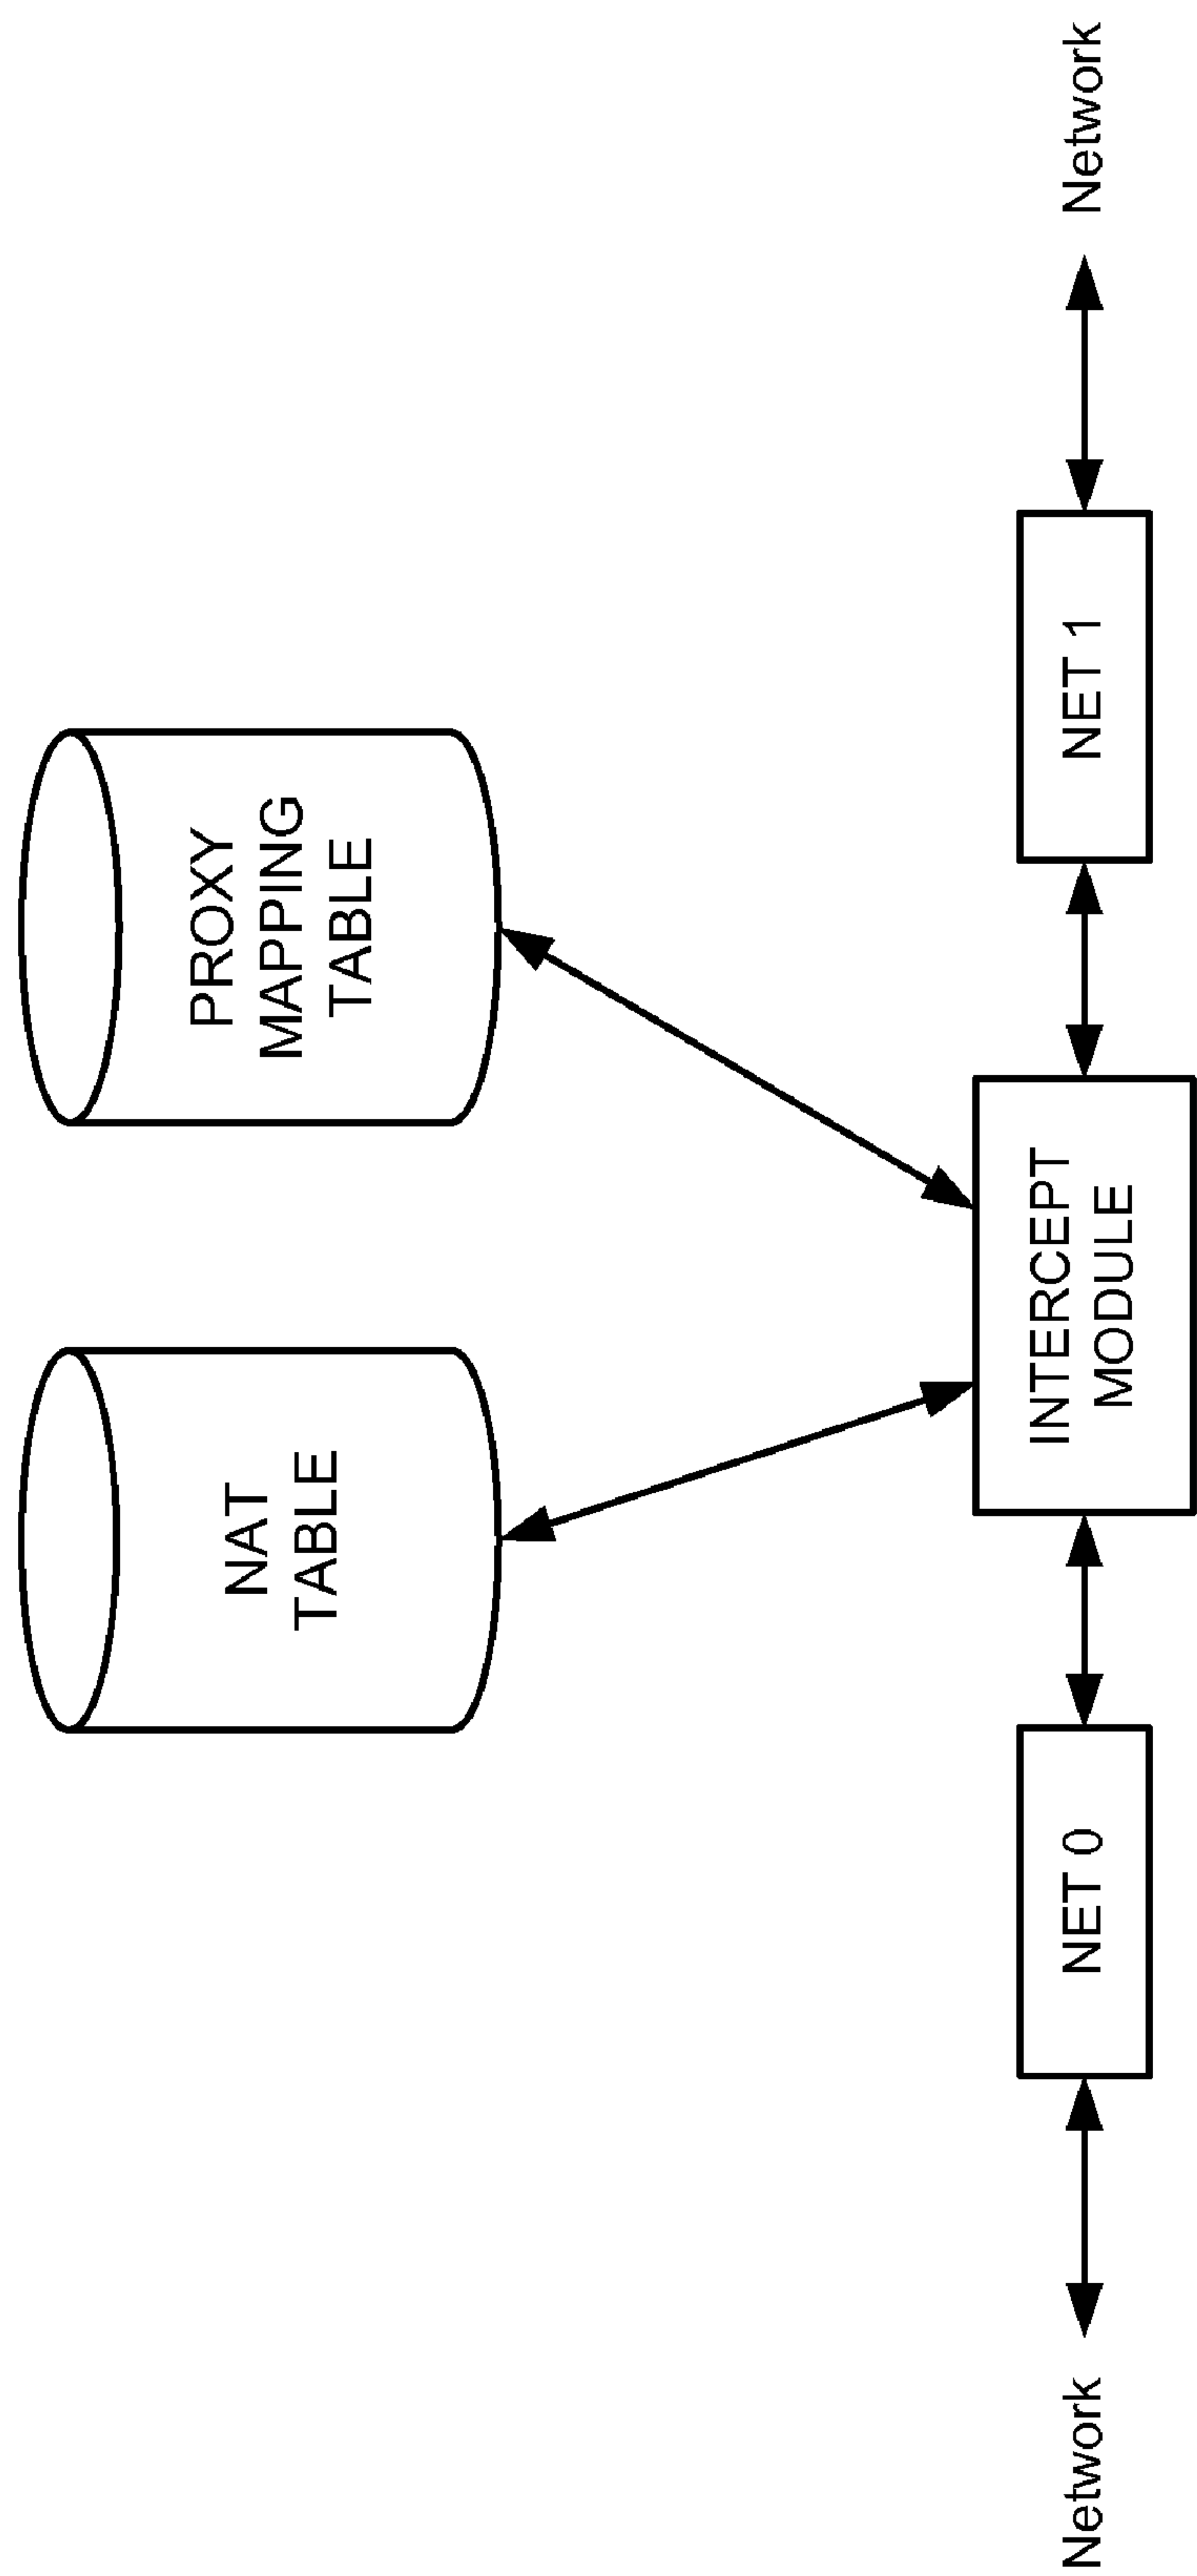 NAT
TABLE
PROXY
MAPPING
TABLE
Network
NET 0
INTERCEPT
MODULE
NET 1
Network